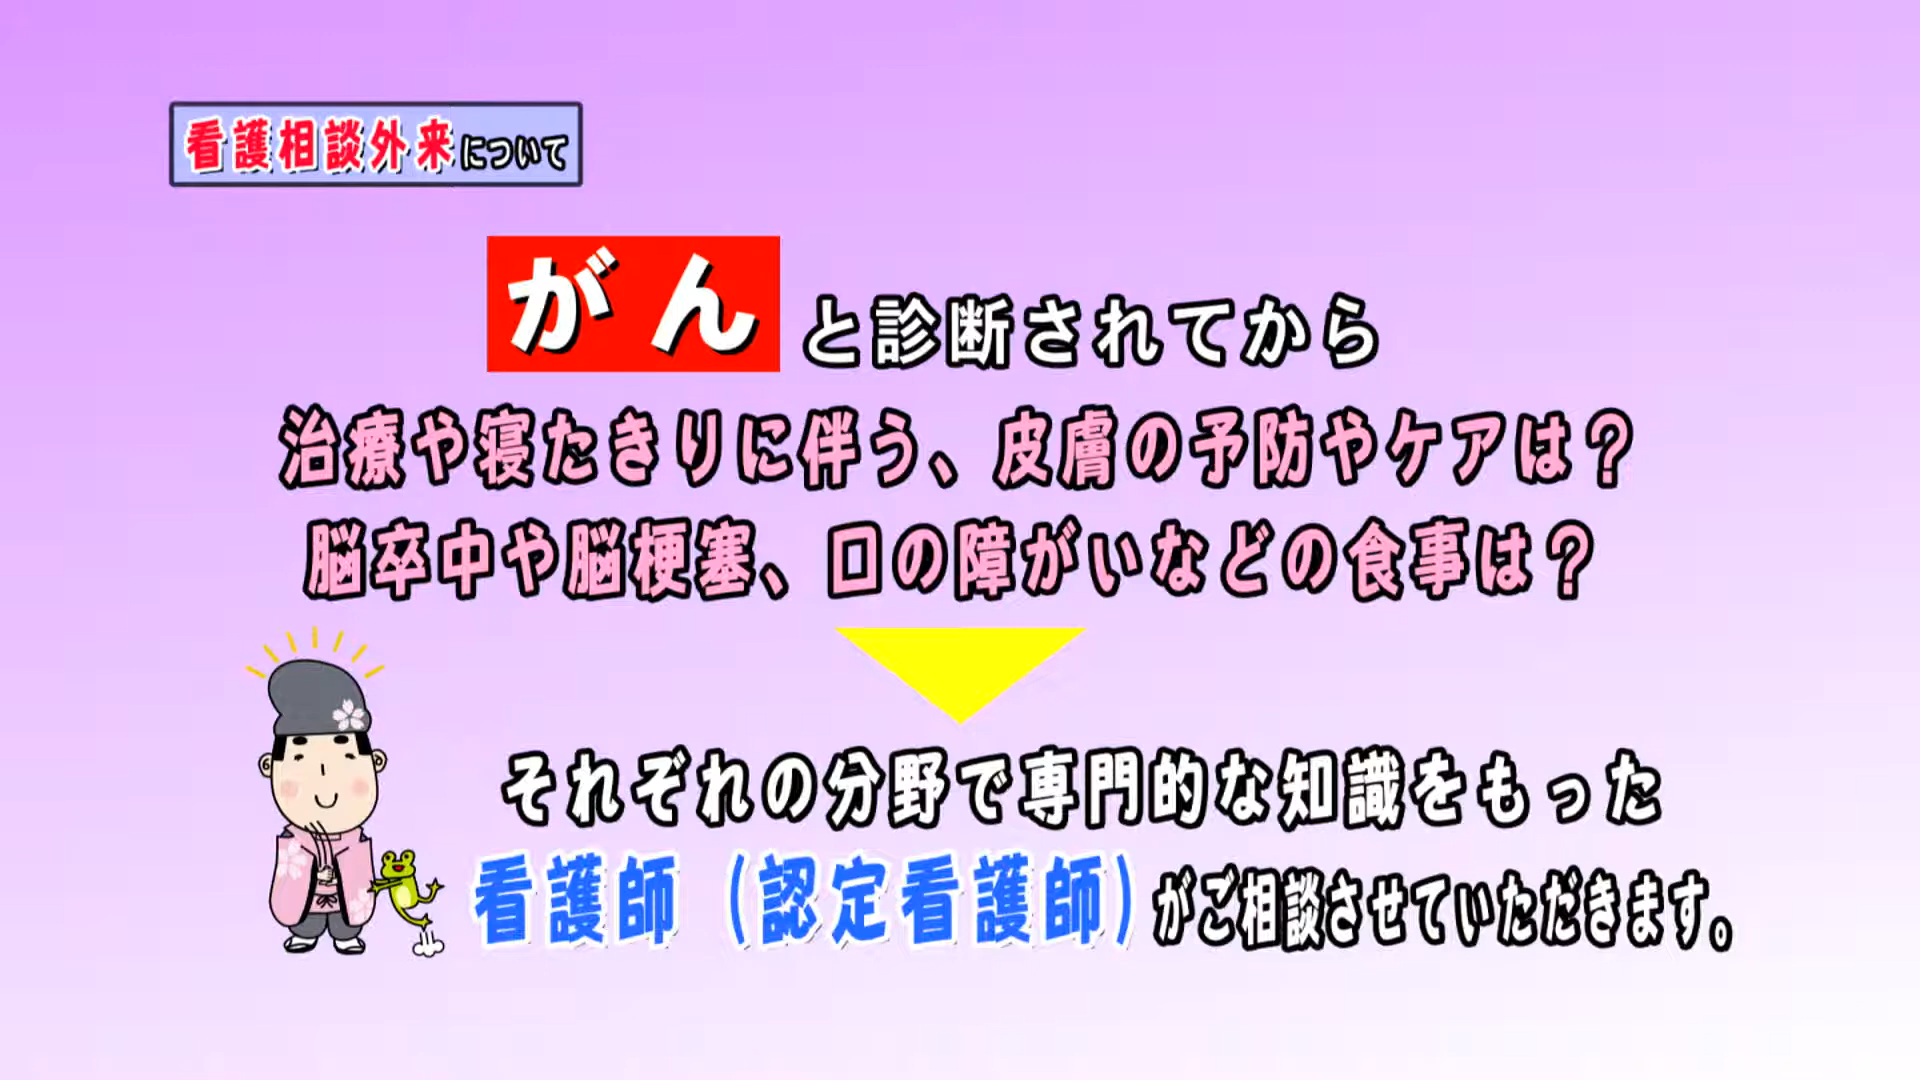 看護相談外来について
がんと診断されてから
治療や寝たきりに伴う、皮膚の予防やケアは？
脳卒中や脳梗塞、口の障がいなどの食事は？
それぞれの分野で専門的な知識をもった
看護師（認定看護師）がご相談させていただきます。